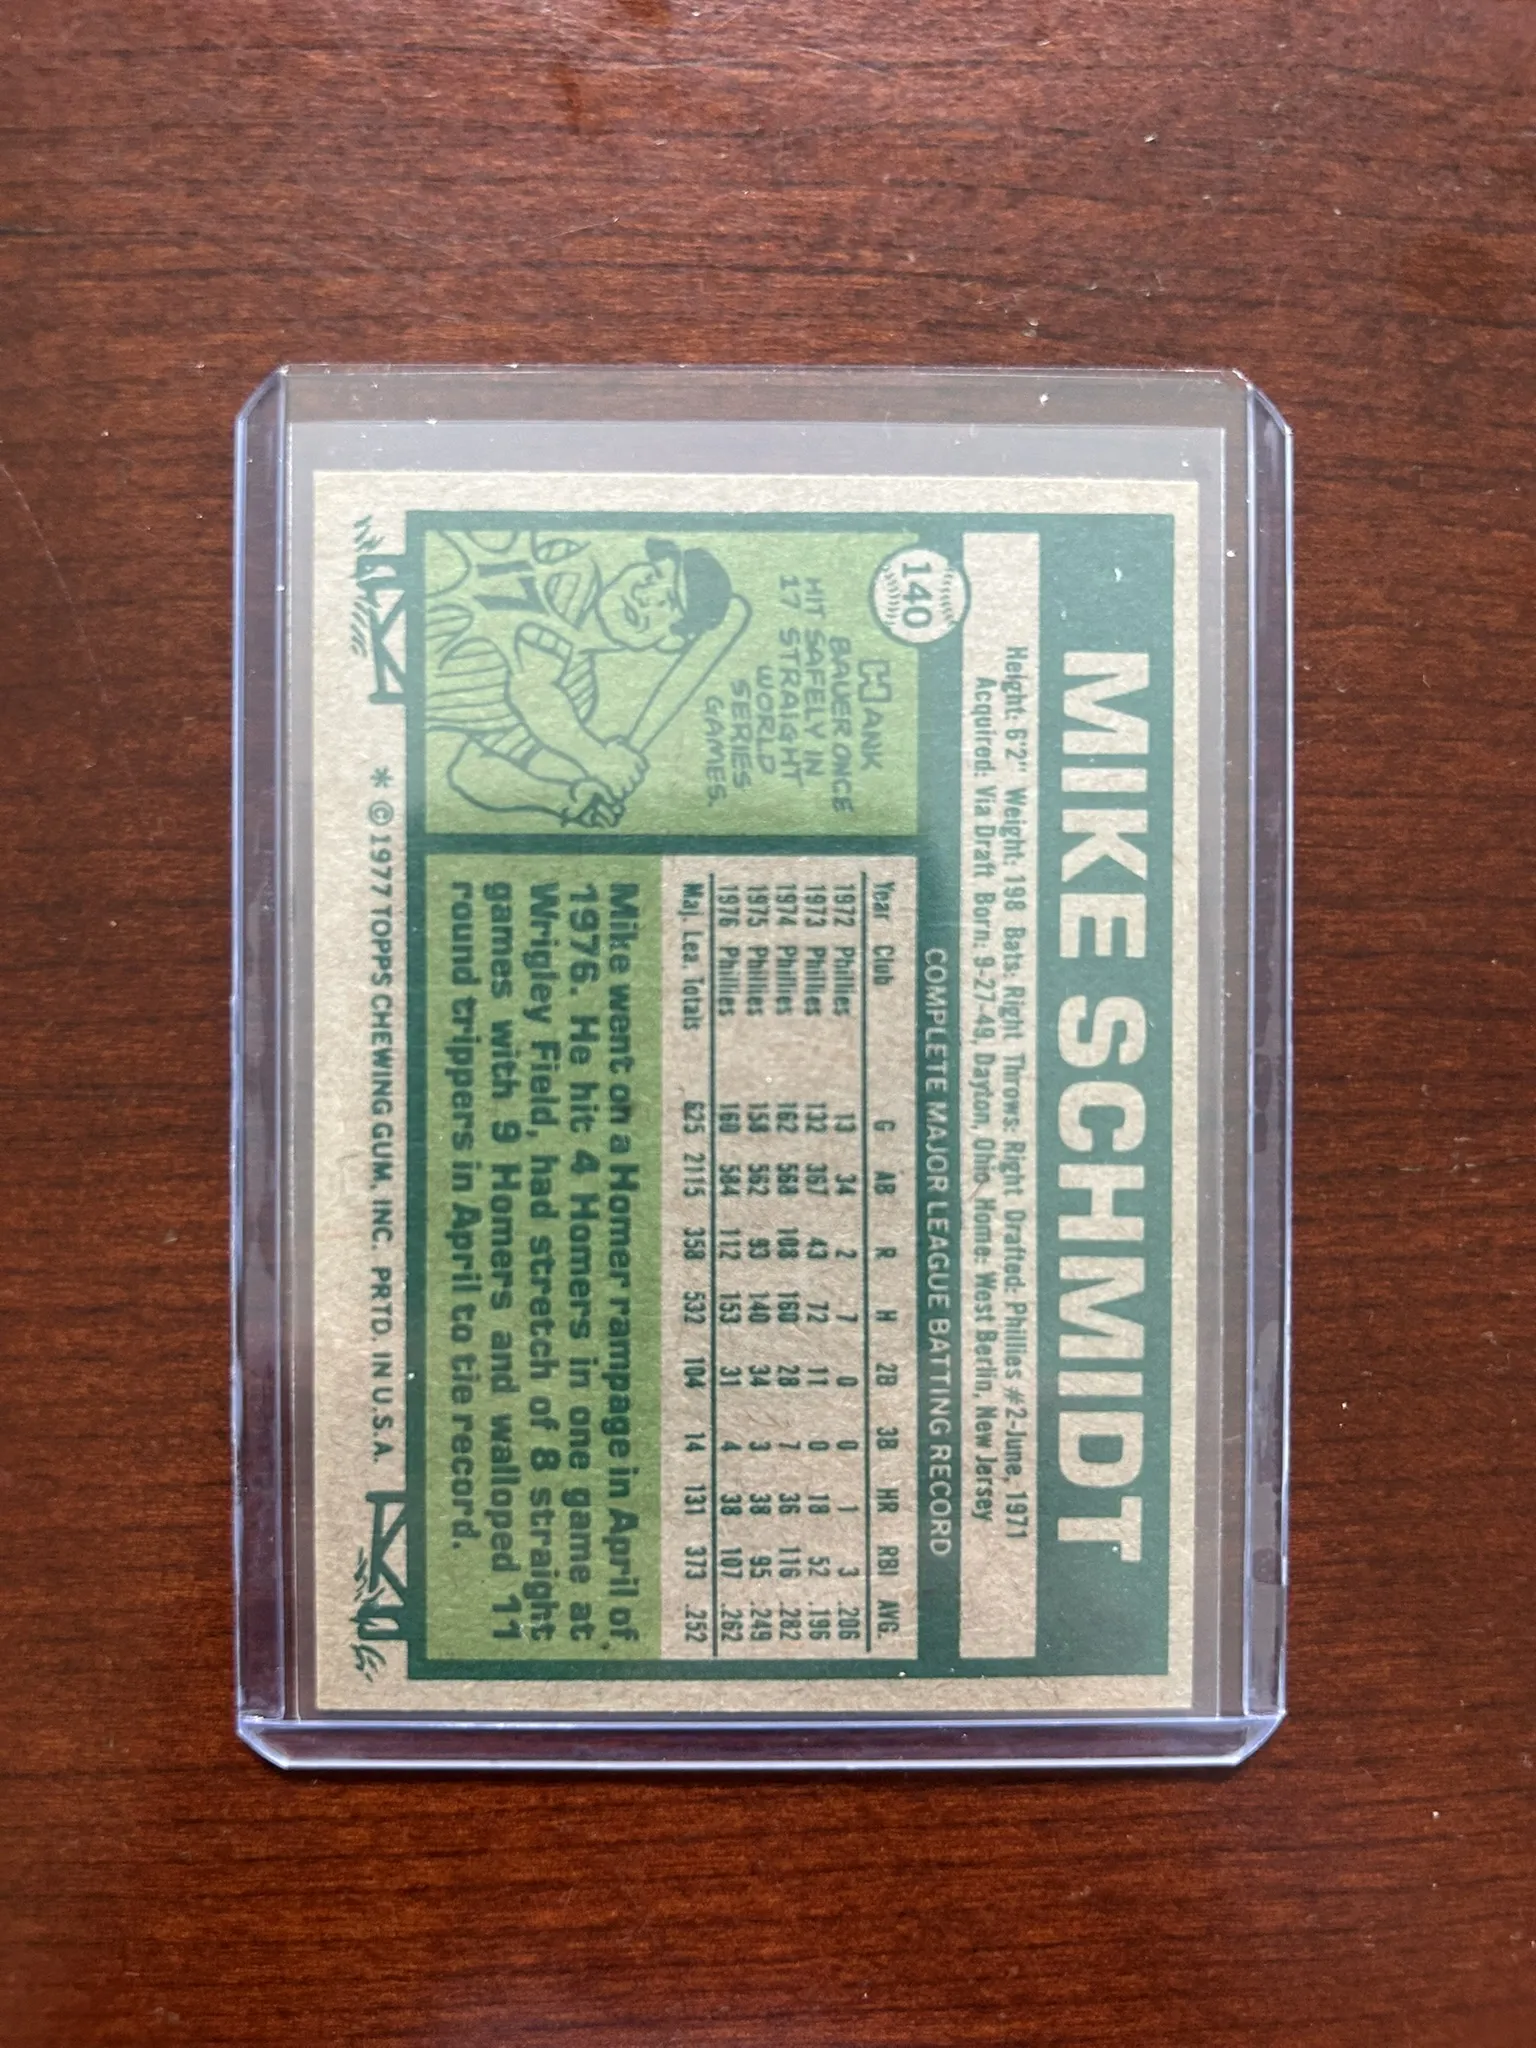 MIKE SCHMIDT
140
Height: 6'2" Weight: 198 Bats: Right Throws: Right Drafted: Phillies #2-June, 1971
Acquired: Via Draft Born: 9-27-49, Dayton, Ohio Home: West Berlin, New Jersey
COMPLETE MAJOR LEAGUE BATTING RECORD
HANK
BAUER ONCE
HIT SAFELY IN
17 STRAIGHT
WORLD
SERIES
GAMES.
17
Year Club G AB R H 2B 3B HR RBI AVG.
1972 Phillies 13 34 2 7 0 0 1 3 .206
1973 Phillies 132 367 43 72 11 0 18 52 .196
1974 Phillies 162 568 108 160 28 7 36 116 .282
1975 Phillies 158 562 93 140 34 3 38 95 .249
1976 Phillies 160 584 112 153 31 4 38 107 .262
Maj. Lea. Totals 625 2115 358 532 104 14 131 373 .252
Mike went on a Homer rampage in April of
1976. He hit 4 Homers in one game at
Wrigley Field, had stretch of 8 straight
games with 9 Homers and walloped 11
round trippers in April to tie record.
* © 1977 TOPPS CHEWING GUM, INC. PRTD. IN U.S.A.